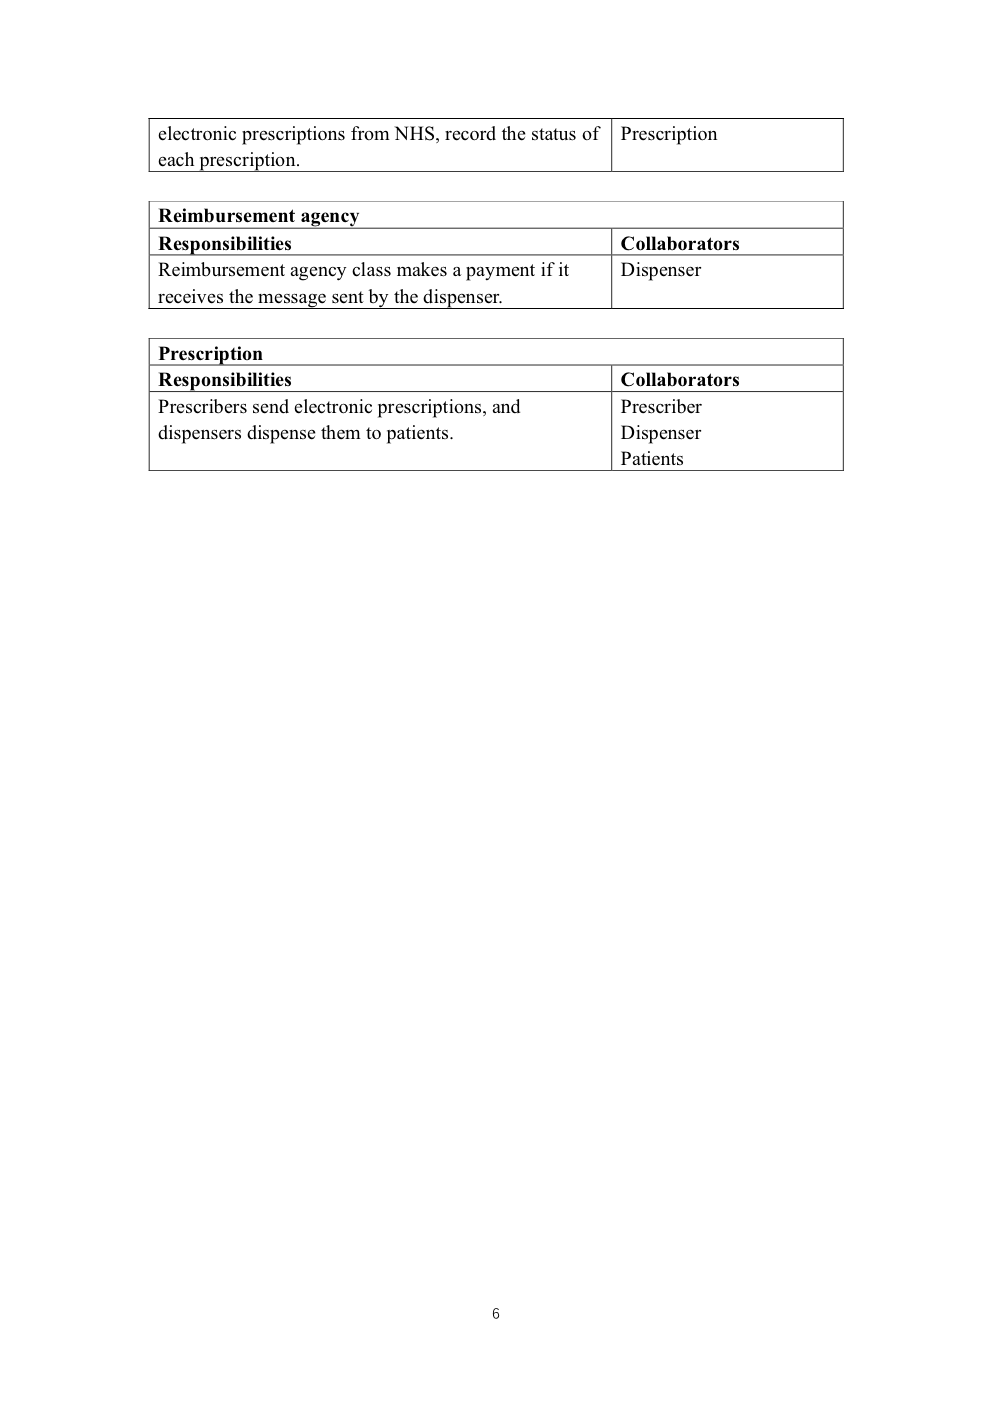 electronic prescriptions from NHS, record the status of Prescription
each prescription.
Reimbursement agency
Responsibilities Collaborators
Reimbursement agency class makes a payment if it Dispenser
receives the message sent by the dispenser.
Prescription
Responsibilities Collaborators
Prescribers send electronic prescriptions, and Prescriber
dispensers dispense them to patients. Dispenser
Patients
6